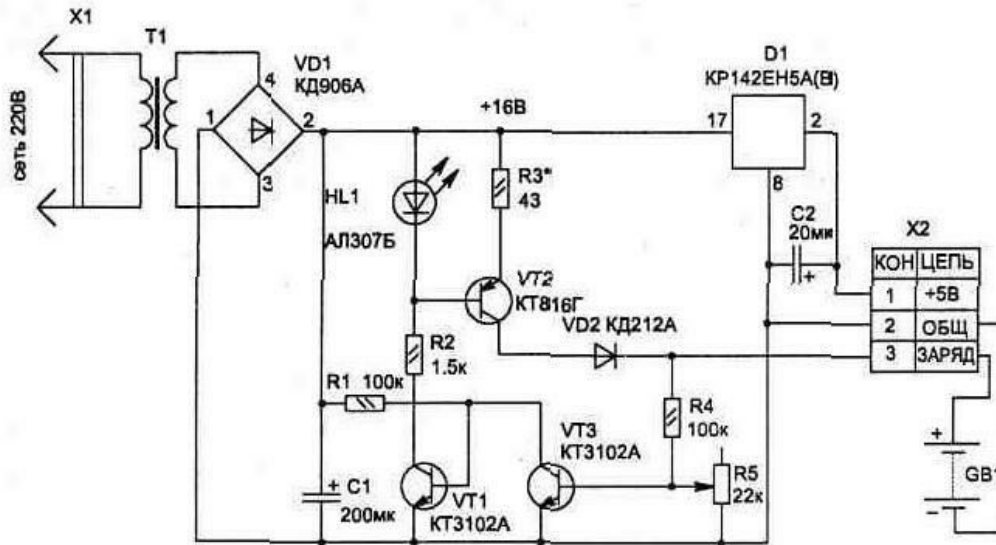 X1
T1
сеть 220В
VD1
КД906А
1
4
2
3
+16В
D1
КР142ЕН5А(В)
17
2
8
HL1
АЛ307Б
R3*
43
VT2
КТ816Г
C2
20мк
+
X2
КОН ЦЕПЬ
1 +5В
2 ОБЩ
3 ЗАРЯД
VD2 КД212А
R2
1.5к
R1 100к
R4
100к
VT3
КТ3102А
R5
22к
+ C1
200мк
VT1
КТ3102А
+
GB1
−